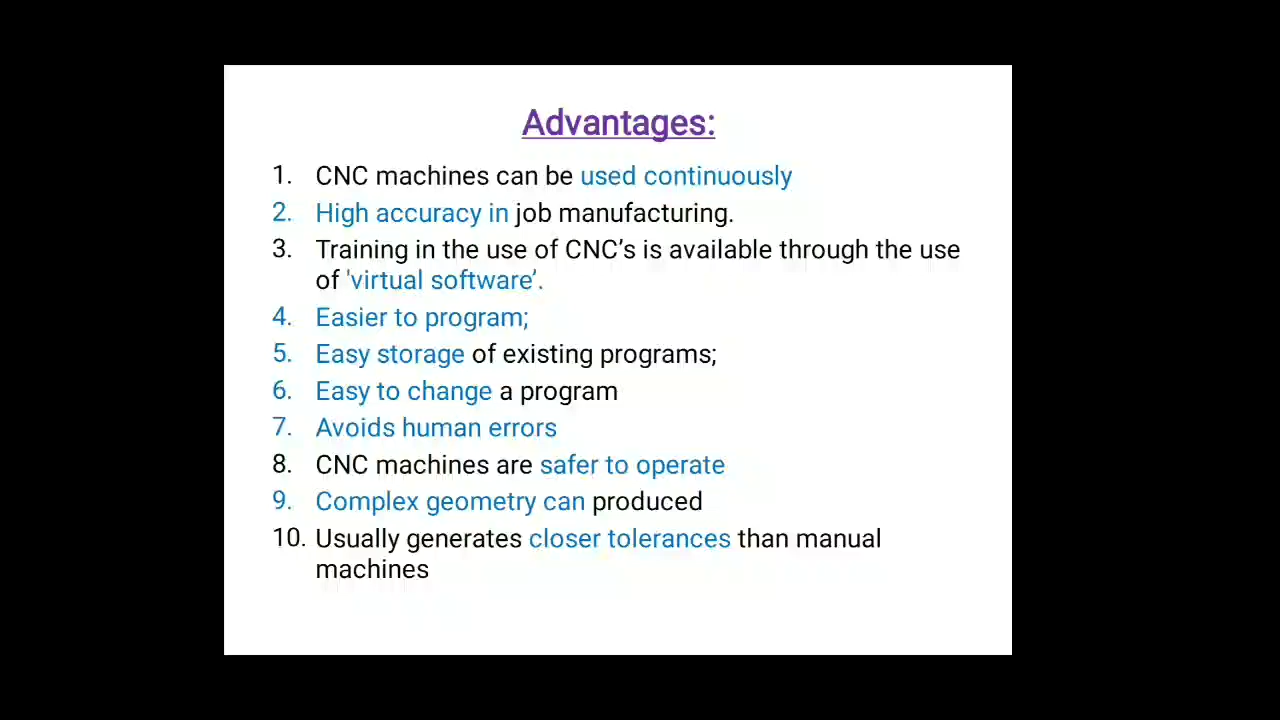 Advantages:
1. CNC machines can be used continuously
2. High accuracy in job manufacturing.
3. Training in the use of CNC’s is available through the use
of 'virtual software’.
4. Easier to program;
5. Easy storage of existing programs;
6. Easy to change a program
7. Avoids human errors
8. CNC machines are safer to operate
9. Complex geometry can produced
10. Usually generates closer tolerances than manual
machines